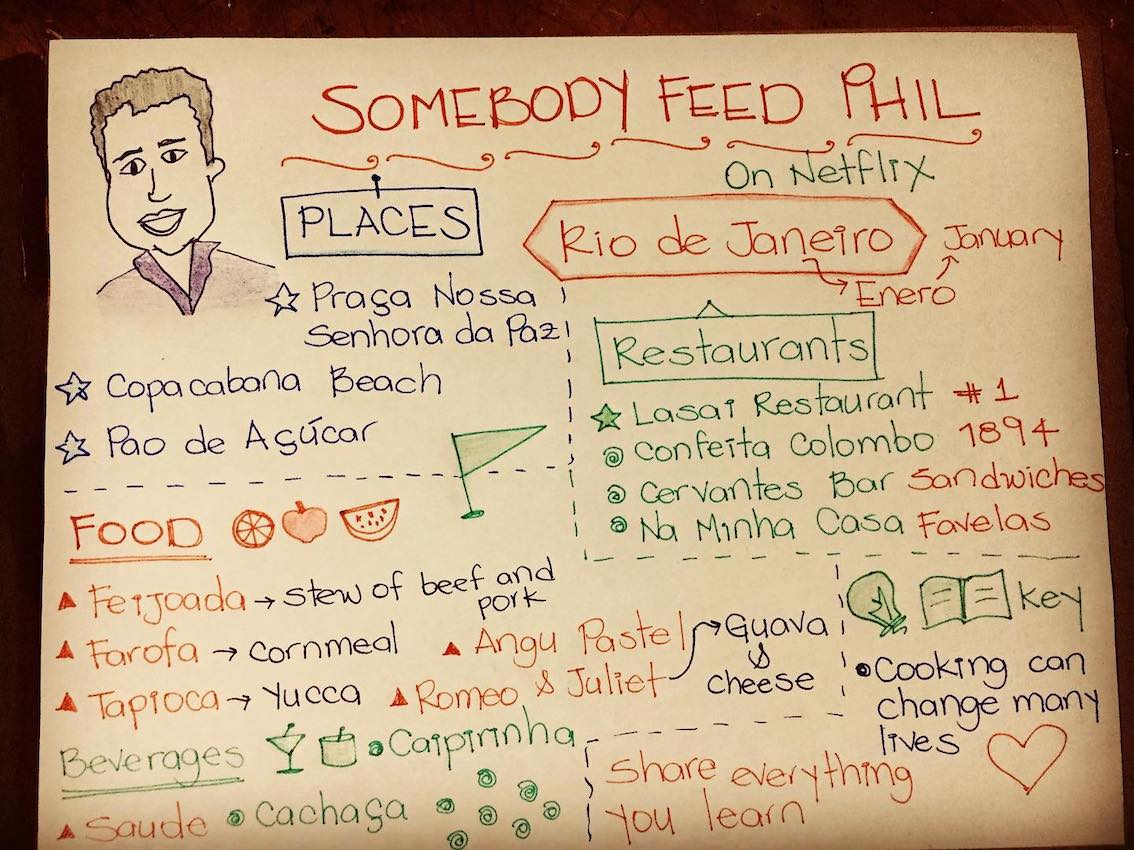 SOMEBODY FEED PHIL
On Netflix
PLACES
Praça Nossa
Senhora da Paz
Copacabana Beach
Pao de Açúcar
Rio de Janeiro
January
Enero
Restaurants
Lasai Restaurant #1
Confeita Colombo 1894
Cervantes Bar Sandwiches
Na Minha Casa Favelas
FOOD
Feijoada → stew of beef and
pork
Farofa → cornmeal
Tapioca → Yucca
Angu Pastel
Romeo & Juliet
Guava
&
cheese
Beverages
Caipirinha
Saude
Cachaça
Key
Cooking can
change many
lives
Share everything
you learn